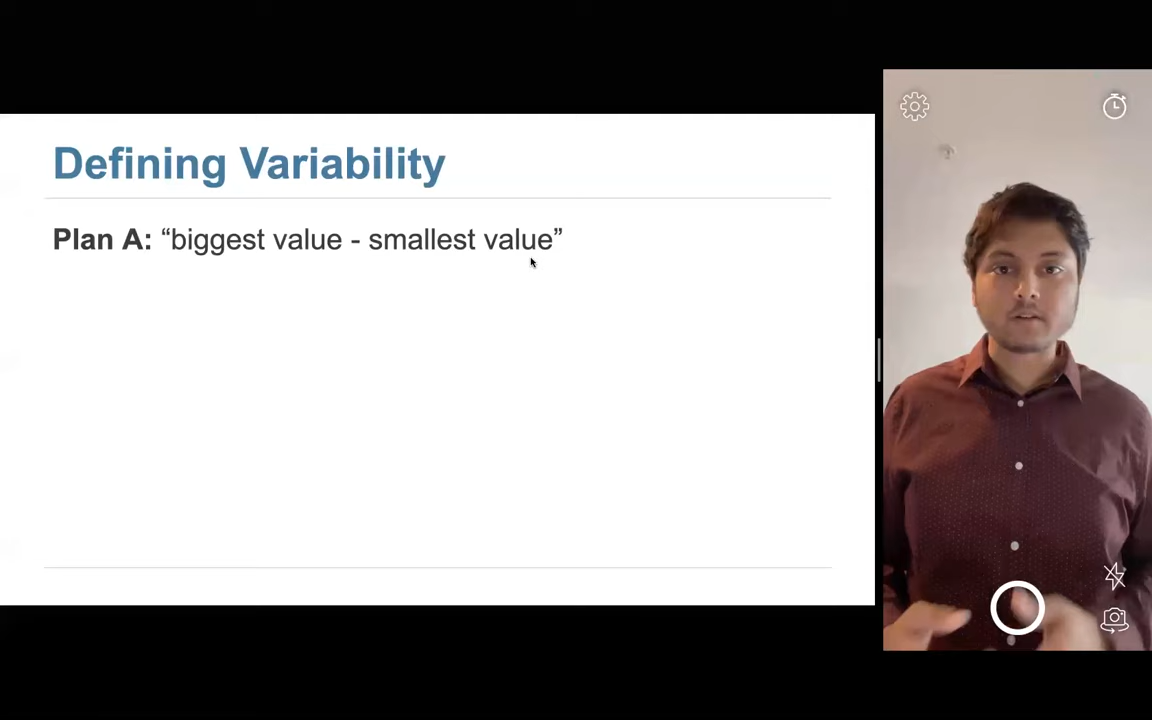 Defining Variability
Plan A: “biggest value - smallest value”